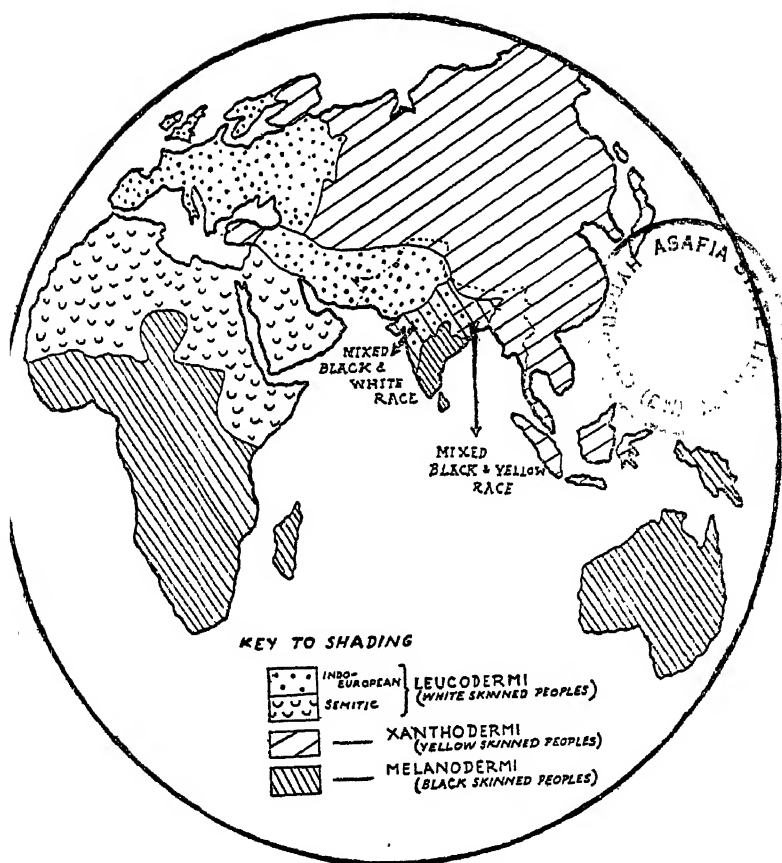 ASAFIA STATE
MIXED
BLACK &
WHITE
RACE
MIXED
BLACK & YELLOW
RACE
KEY TO SHADING
INDO-
EUROPEAN
SEMITIC
LEUCODERMI
(WHITE SKINNED PEOPLES)
XANTHODERMI
(YELLOW SKINNED PEOPLES)
MELANODERMI
(BLACK SKINNED PEOPLES)